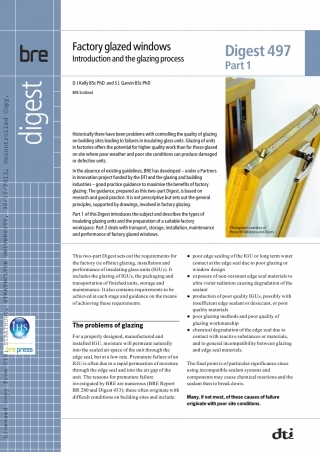 bre
digest
Factory glazed windows
Introduction and the glazing process
Digest 497
Part 1
D J Kelly BSc PhD and S L Garvin BSc PhD
BRE Scotland
Historically there have been problems with controlling the quality of glazing
on building sites leading to failures in insulating glass units. Glazing of units
in factories offers the potential for higher quality work than for those glazed
on site where poor weather and poor site conditions can produce damaged
or defective units.
In the absence of existing guidelines, BRE has developed – under a Partners
in Innovation project funded by the DTI and the glazing and building
industries – good practice guidance to maximise the benefits of factory
glazing. The guidance, prepared as this two-part Digest, is based on
research and good practice. It is not prescriptive but sets out the general
principles, supported by drawings, involved in factory glazing.
Part 1 of this Digest introduces the subject and describes the types of
insulating glazing units and the preparation of a suitable factory
workspace. Part 2 deals with transport, storage, installation, maintenance
and performance of factory glazed windows.
Photograph courtesy of
This two-part Digest sets out the requirements for
the factory (ie offsite) glazing, installation and
performance of insulating glass units (IGUs). It
includes the glazing of IGUs, the packaging and
transportation of finished units, storage and
maintenance. It also contains requirements to be
achieved at each stage and guidance on the means
of achieving these requirements.
The problems of glazing
For a properly designed, manufactured and
installed IGU, moisture will permeate naturally
into the sealed air space of the unit through the
edge seal, but at a low rate. Premature failure of an
IGU is often due to a rapid permeation of moisture
through the edge seal and into the air gap of the
unit. The reasons for premature failure
investigated by BRE are numerous (BRE Report
BR 280 and Digest 453); these often originate with
difficult conditions on building sites and include:
● poor edge sealing of the IGU or long term water
contact at the edge seal due to poor glazing or
window design
● exposure of non-resistant edge seal materials to
ultra violet radiation causing degradation of the
sealant
● production of poor quality IGUs, possibly with
insufficient edge sealant or desiccant, or poor
quality materials
● poor glazing methods and poor quality of
glazing workmanship
● chemical degradation of the edge seal due to
contact with reactive substances or materials,
and to general incompatibility between glazing
and edge seal materials.
The final point is of particular significance since
using incompatible sealant systems and
components may cause chemical reactions and the
sealant then to break down.
Many, if not most, of these causes of failure
originate with poor site conditions.
IHS
bre press
dti